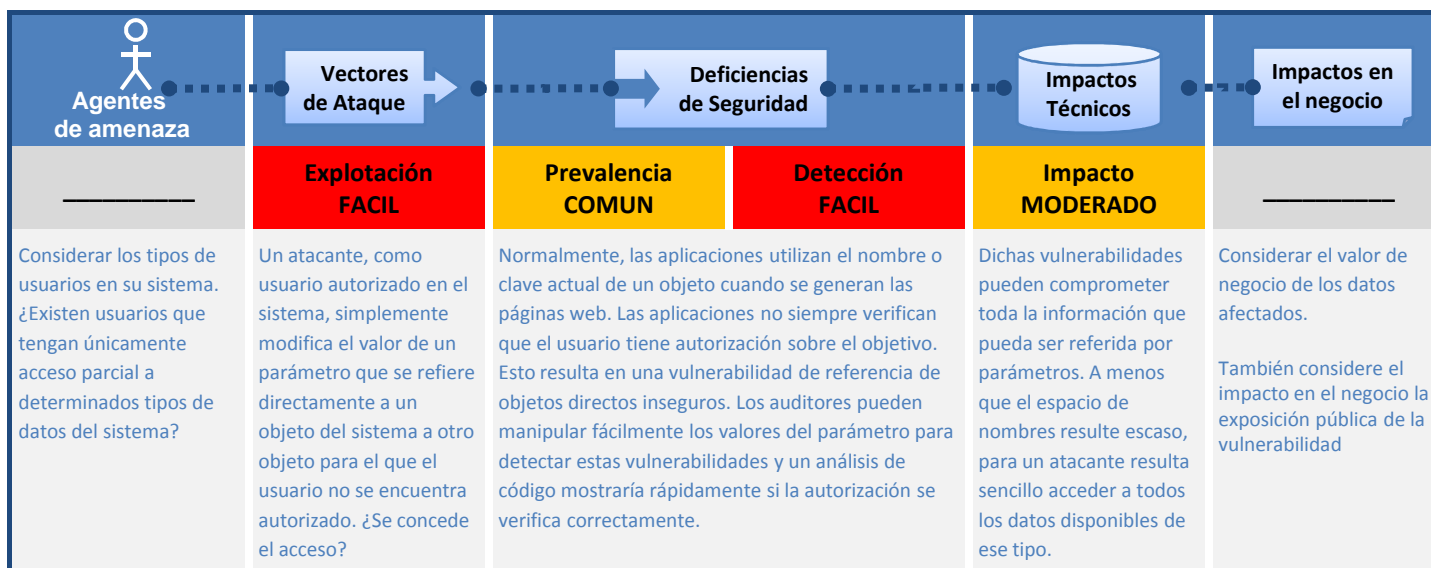 Agentes
de amenaza
Vectores
de Ataque
Deficiencias
de Seguridad
Impactos
Técnicos
Impactos en
el negocio
__________
Explotación
FACIL
Prevalencia
COMUN
Detección
FACIL
Impacto
MODERADO
__________
Considerar los tipos de
usuarios en su sistema.
¿Existen usuarios que
tengan únicamente
acceso parcial a
determinados tipos de
datos del sistema?
Un atacante, como
usuario autorizado en el
sistema, simplemente
modifica el valor de un
parámetro que se refiere
directamente a un
objeto del sistema a otro
objeto para el que el
usuario no se encuentra
autorizado. ¿Se concede
el acceso?
Normalmente, las aplicaciones utilizan el nombre o
clave actual de un objeto cuando se generan las
páginas web. Las aplicaciones no siempre verifican
que el usuario tiene autorización sobre el objetivo.
Esto resulta en una vulnerabilidad de referencia de
objetos directos inseguros. Los auditores pueden
manipular fácilmente los valores del parámetro para
detectar estas vulnerabilidades y un análisis de
código mostraría rápidamente si la autorización se
verifica correctamente.
Dichas vulnerabilidades
pueden comprometer
toda la información que
pueda ser referida por
parámetros. A menos
que el espacio de
nombres resulte escaso,
para un atacante resulta
sencillo acceder a todos
los datos disponibles de
ese tipo.
Considerar el valor de
negocio de los datos
afectados.
También considere el
impacto en el negocio la
exposición pública de la
vulnerabilidad